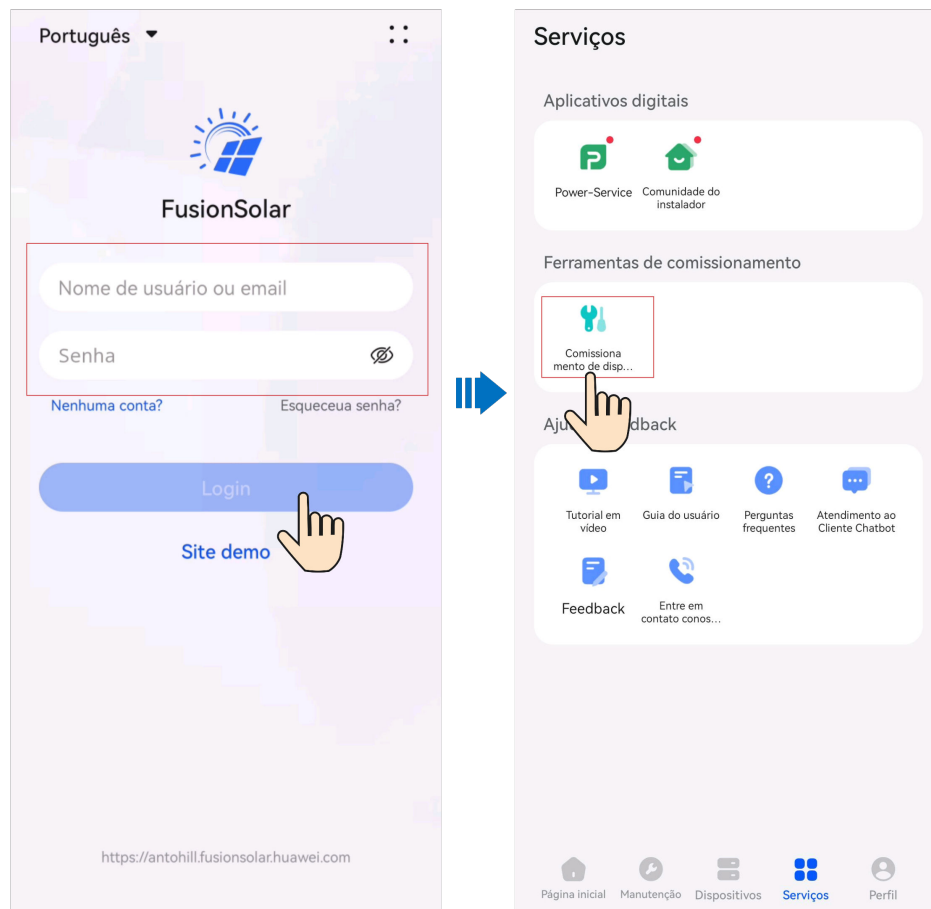 Português
FusionSolar
Nome de usuário ou email
Senha
Nenhuma conta?
Esqueceua senha?
Login
Site demo
https://antohill.fusionsolar.huawei.com
Serviços
Aplicativos digitais
Power-Service
Comunidade do
instalador
Ferramentas de comissionamento
Comissiona
mento de disp...
Aju
dback
Tutorial em
vídeo
Guia do usuário
Perguntas
frequentes
Atendimento ao
Cliente Chatbot
Feedback
Entre em
contato conos...
Página inicial
Manutenção
Dispositivos
Serviços
Perfil